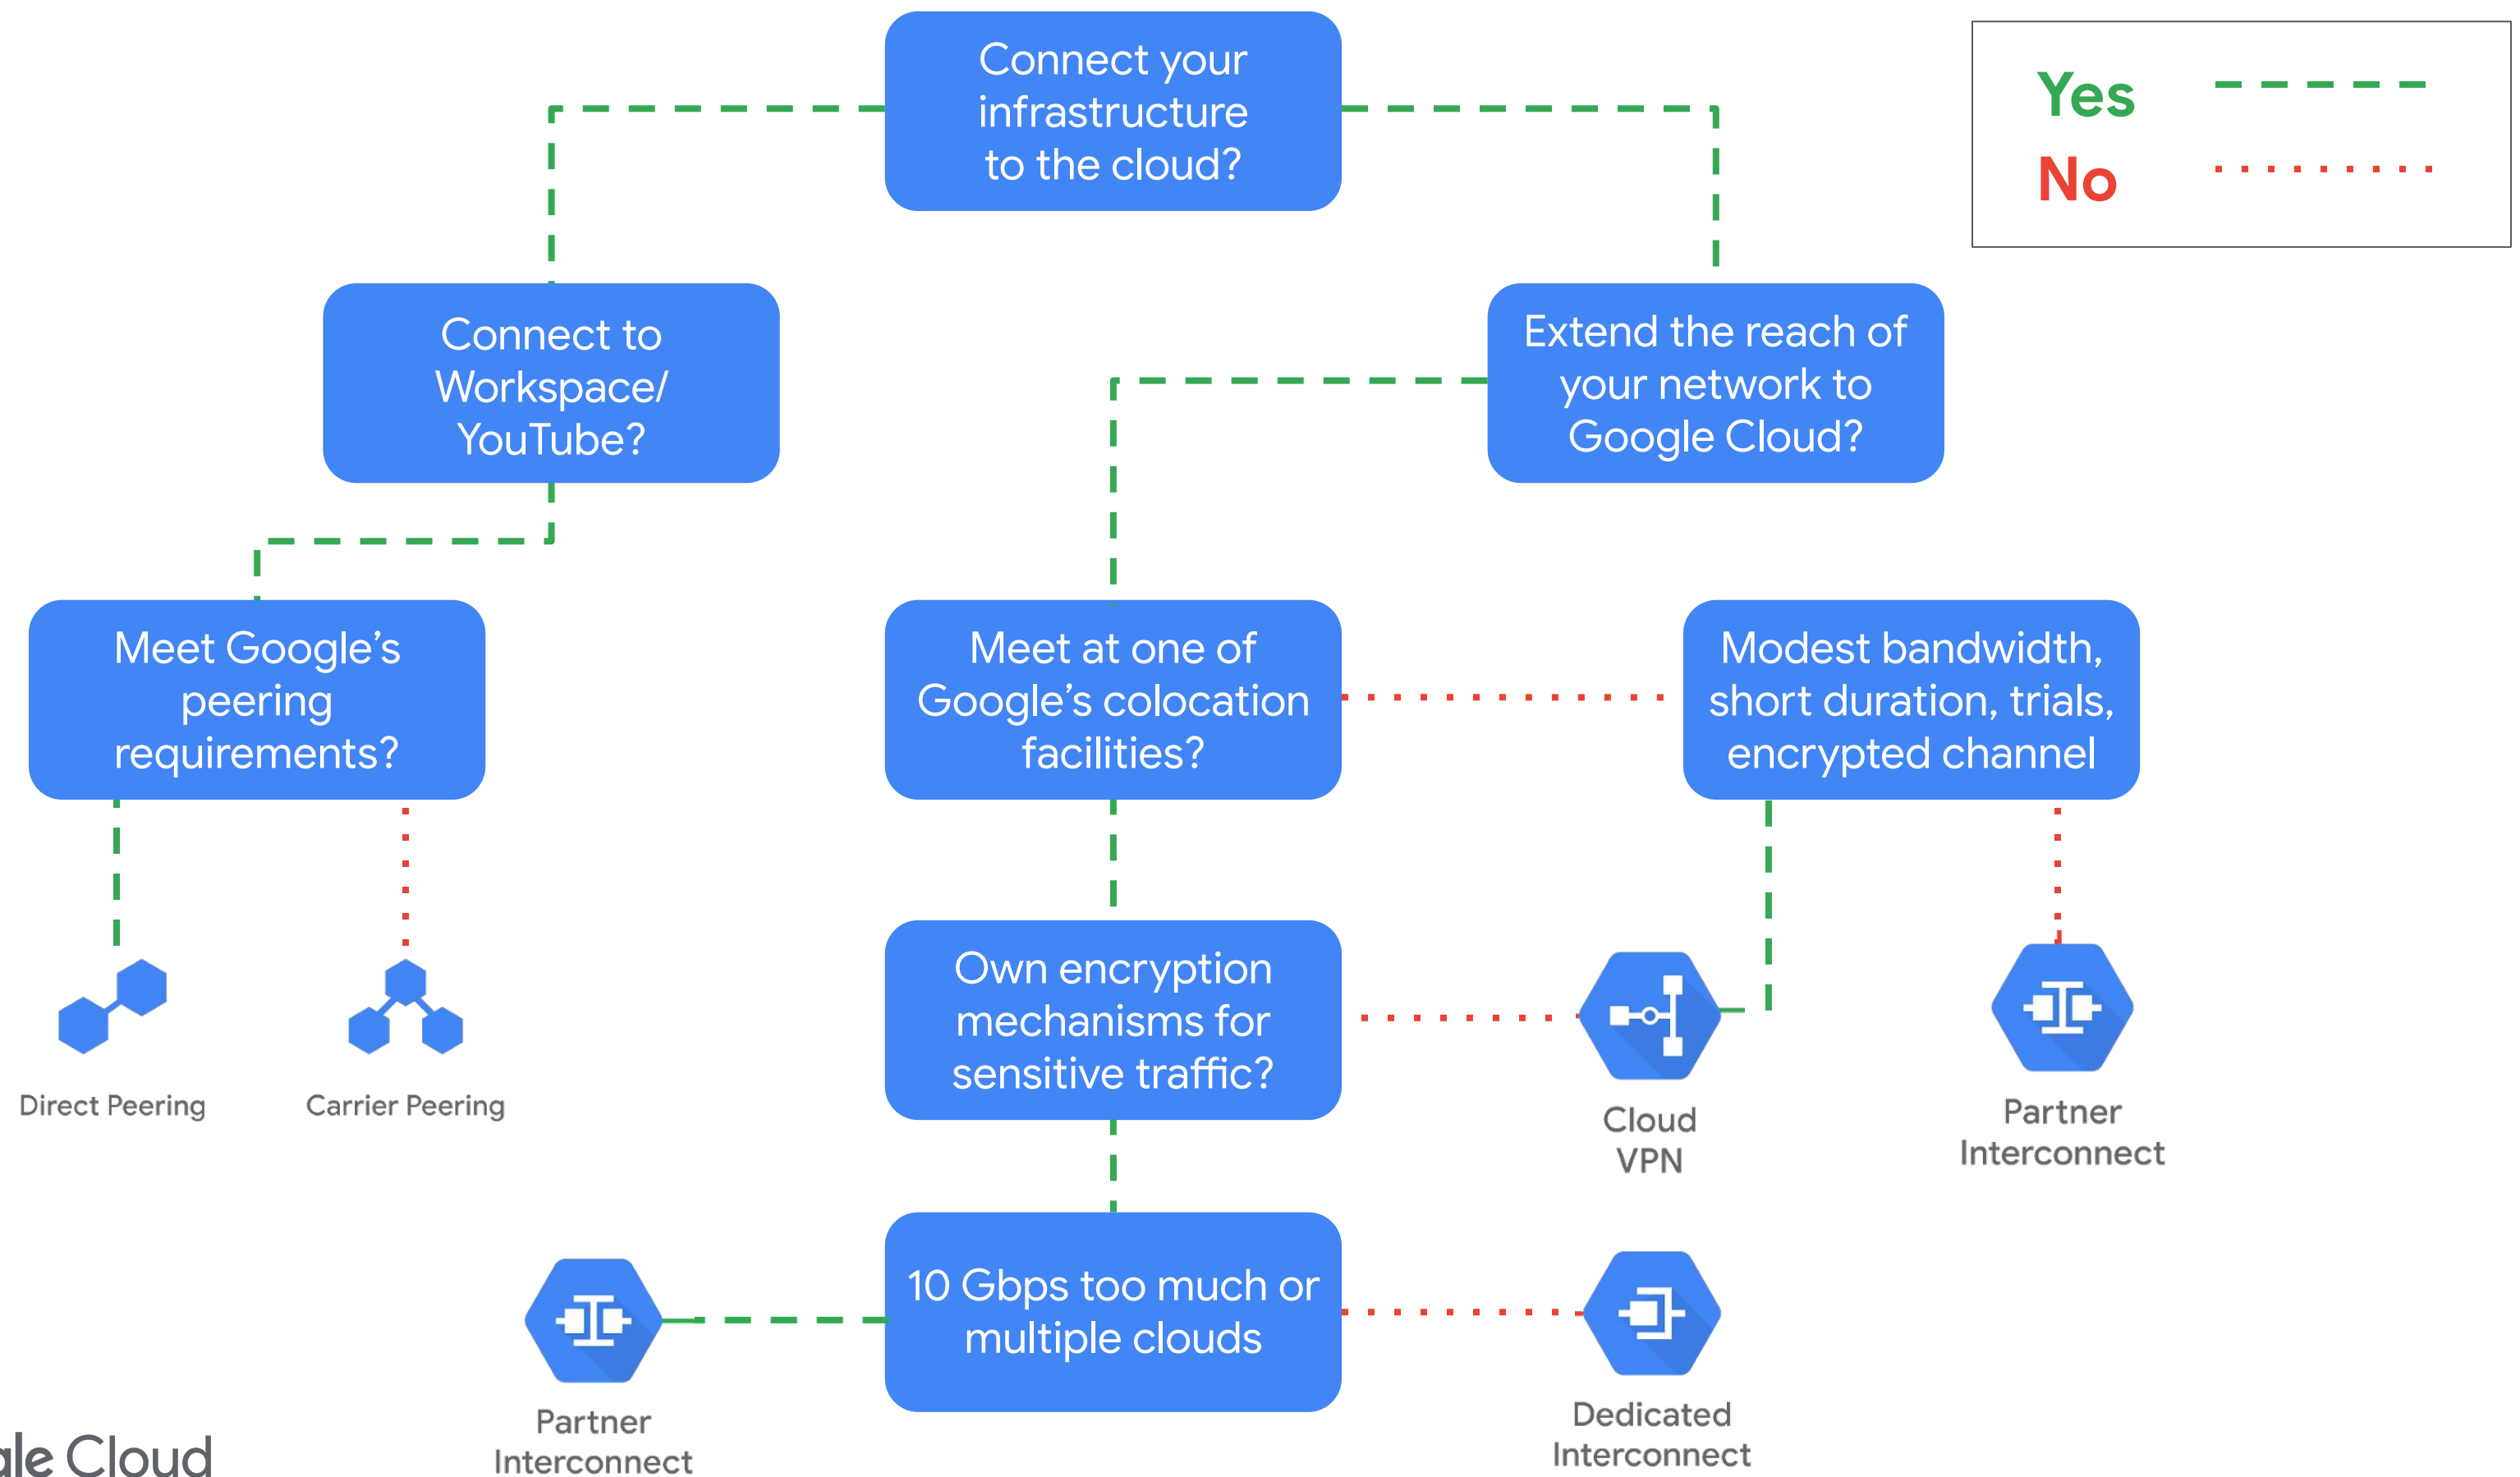 Connect your
infrastructure
to the cloud?
Yes
No
Connect to
Workspace/
YouTube?
Extend the reach of
your network to
Google Cloud?
Meet Google’s
peering
requirements?
Meet at one of
Google’s colocation
facilities?
Modest bandwidth,
short duration, trials,
encrypted channel
Direct Peering
Carrier Peering
Own encryption
mechanisms for
sensitive traffic?
Cloud
VPN
Partner
Interconnect
10 Gbps too much or
multiple clouds
Partner
Interconnect
Dedicated
Interconnect
Cloud